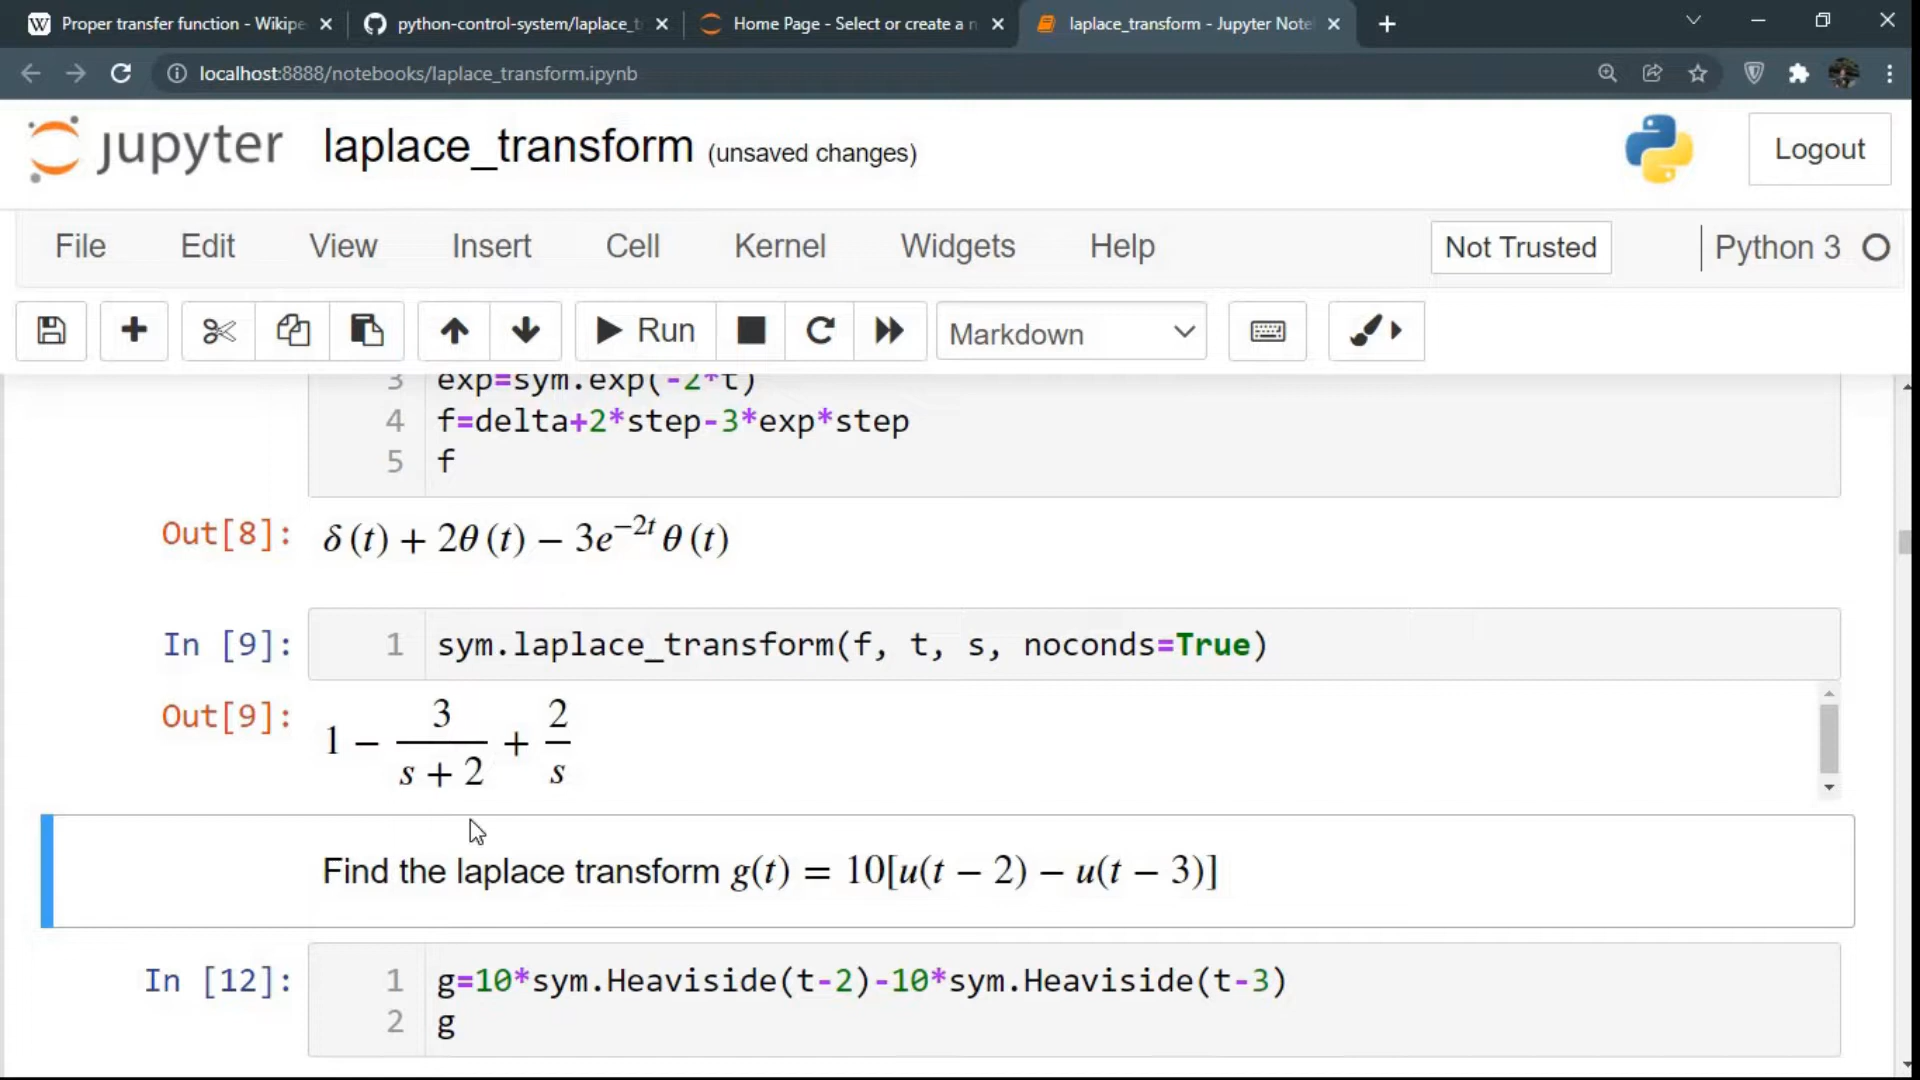 Proper transfer function - Wikipe
python-control-system/laplace_t
Home Page - Select or create a n
laplace_transform - Jupyter Note
localhost:8888/notebooks/laplace_transform.ipynb
jupyter laplace_transform (unsaved changes) Logout
File Edit View Insert Cell Kernel Widgets Help Not Trusted Python 3
Run Markdown
3 exp=sym.exp(-2*t)
4 f=delta+2*step-3*exp*step
5 f
Out[8]: δ(t) + 2θ(t) − 3e^{−2t}θ(t)
In [9]: 1 sym.laplace_transform(f, t, s, noconds=True)
Out[9]: 1 − 3/(s + 2) + 2/s
Find the laplace transform g(t) = 10[u(t − 2) − u(t − 3)]
In [12]: 1 g=10*sym.Heaviside(t-2)-10*sym.Heaviside(t-3)
2 g